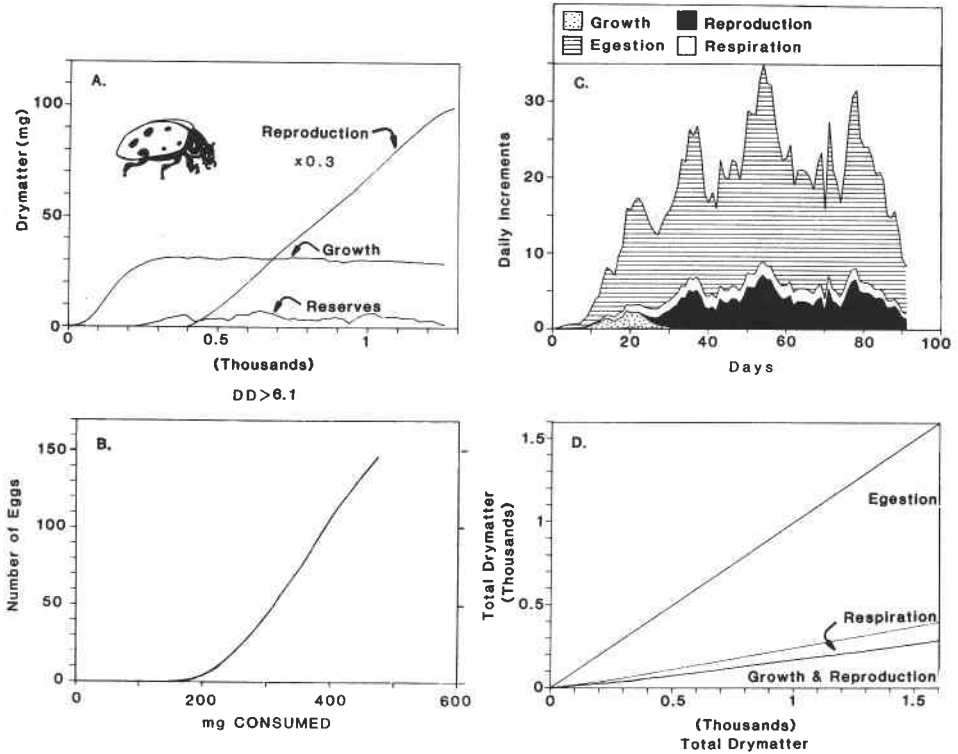 A.
Drymatter (mg)
100
50
0
Reproduction
x0.3
Growth
Reserves
0
0.5
1
(Thousands)
DD>6.1
Growth
Reproduction
Egestion
Respiration
C.
Daily Increments
30
20
10
0
0
20
40
60
80
100
Days
B.
Number of Eggs
150
100
50
0
0
200
400
600
mg CONSUMED
D.
Total Drymatter
(Thousands)
1.5
1
0.5
0
Egestion
Respiration
Growth & Reproduction
0
0.5
1
1.5
(Thousands)
Total Drymatter